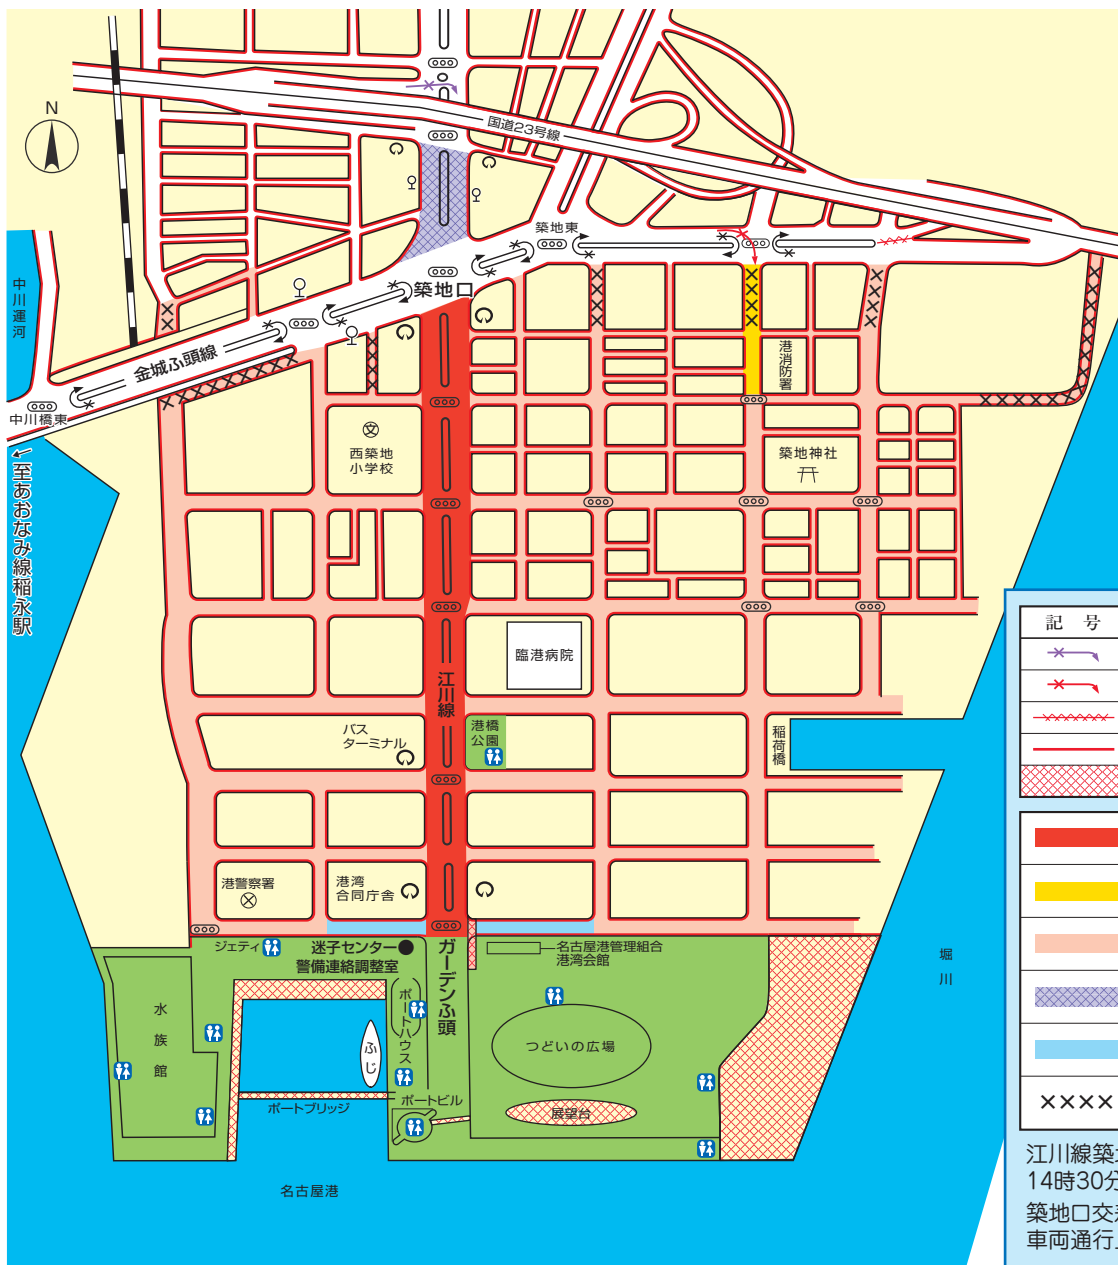 N
国道23号線
築地東
築地口
中川運河
金城ふ頭線
中川橋東
←至あおなみ線稲永駅
港消防署
文
西築地
小学校
築地神社
臨港病院
江川線
バス
ターミナル
港橋
公園
稲荷橋
港警察署
港湾
合同庁舎
ジェティ
迷子センター
警備連絡調整室
ガーデンふ頭
名古屋港管理組合
港湾会館
水族館
ポートハウス
ふじ
つどいの広場
ポートブリッジ
ポートビル
展望台
名古屋港
堀川
記 号
××××
江川線築
14時30分
築地口交
車両通行